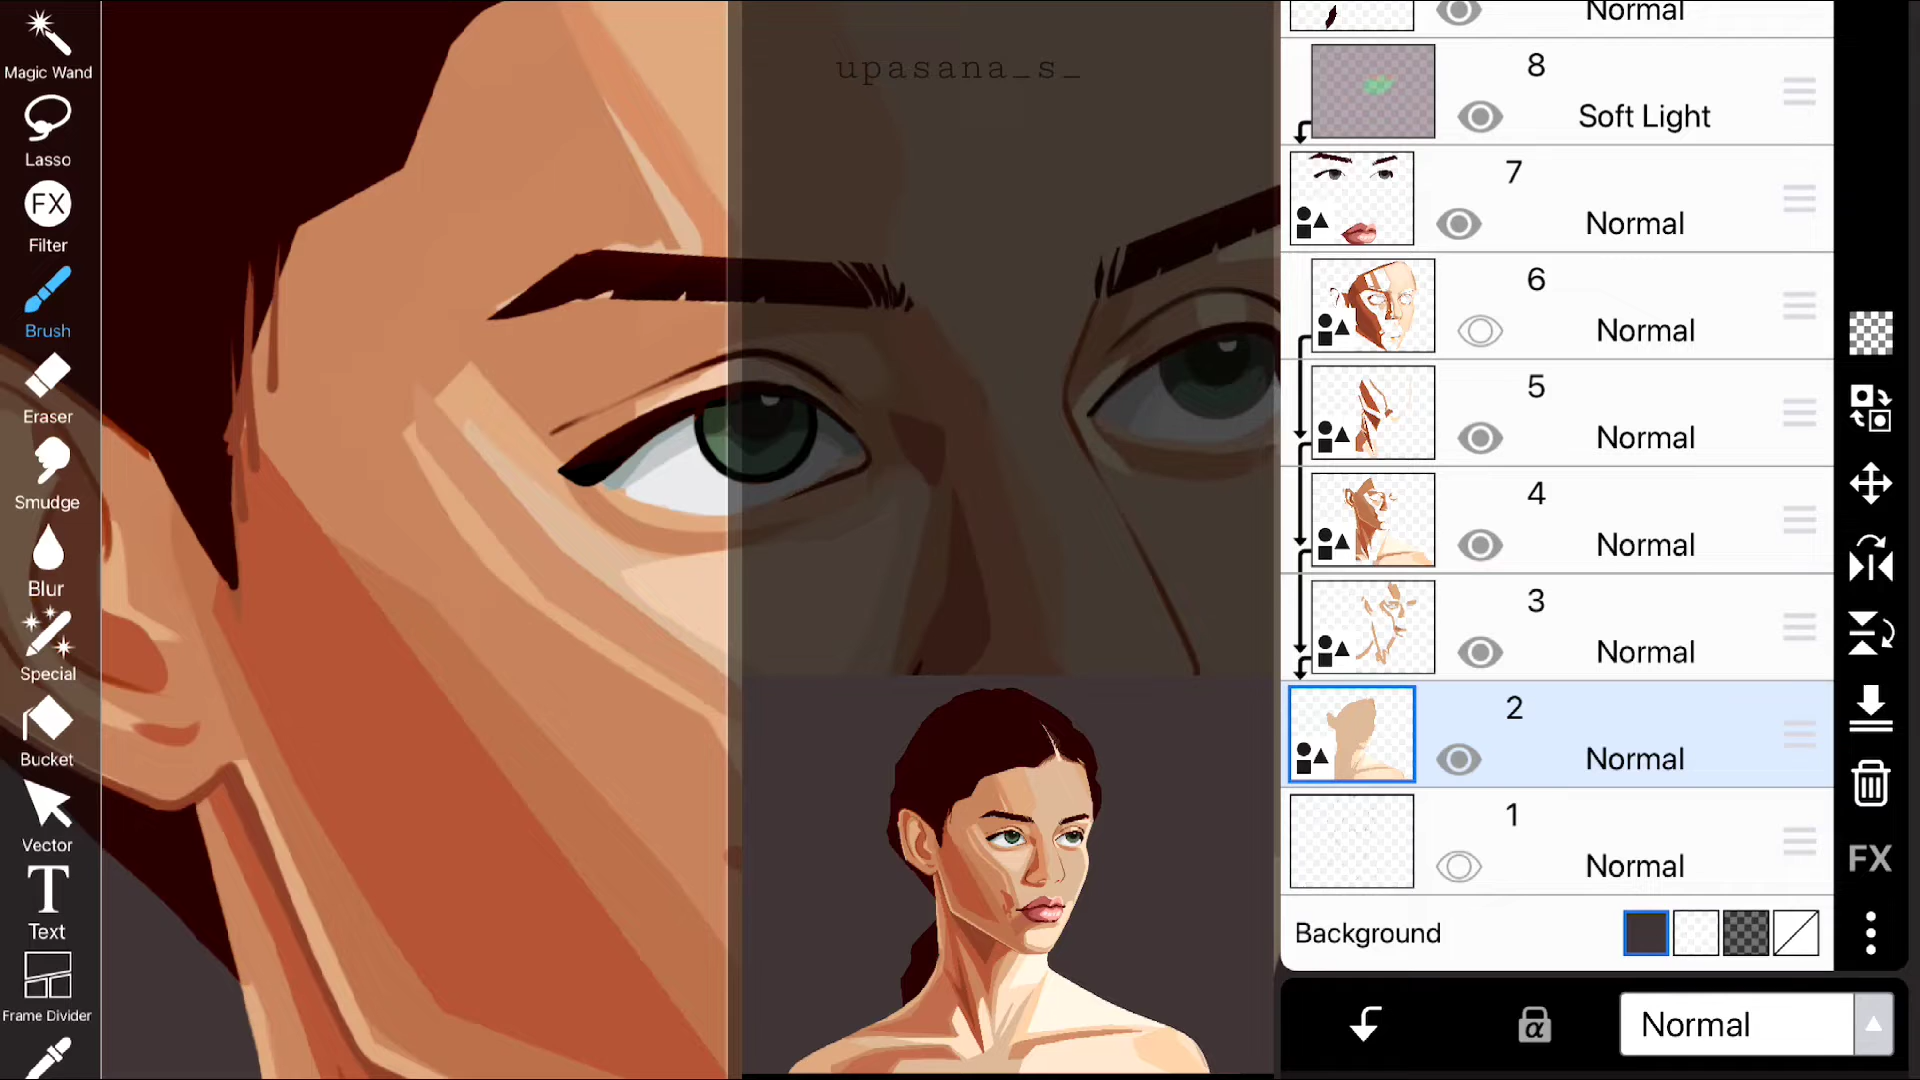 Magic Wand
Lasso
FX
Filter
Brush
Eraser
Smudge
Blur
Special
Bucket
Vector
T
Text
Frame Divider
upasana_s_
Normal
8
Soft Light
7
Normal
6
Normal
5
Normal
4
Normal
3
Normal
2
Normal
1
Normal
Background
FX
α
Normal